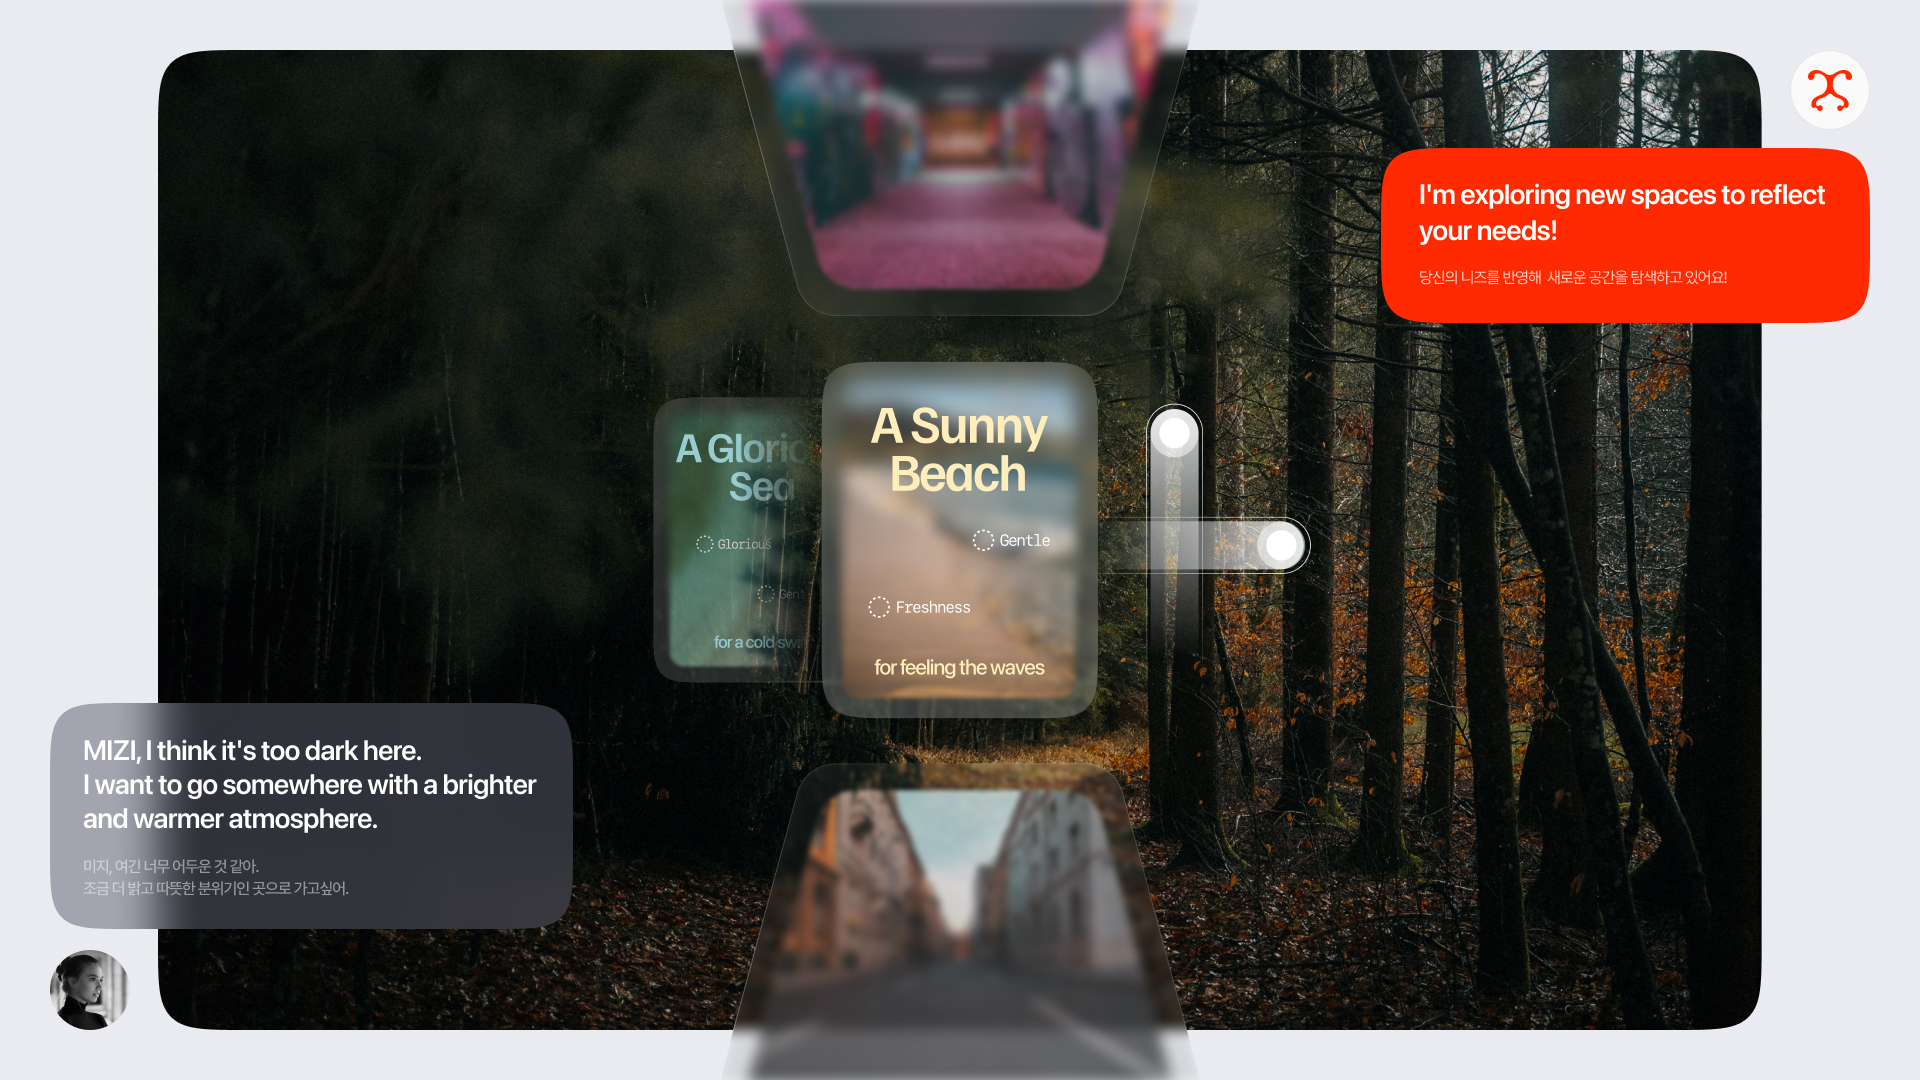 I'm exploring new spaces to reflect
your needs!
당신의 니즈를 반영해 새로운 공간을 탐색하고 있어요!
A Sunny
Beach
Gentle
Freshness
for feeling the waves
A Glorio
Sea
Glorious
Gent
for a cold swi
MIZI, I think it's too dark here.
I want to go somewhere with a brighter
and warmer atmosphere.
미지, 여긴 너무 어두운 것 같아.
조금 더 밝고 따뜻한 분위기인 곳으로 가고싶어.